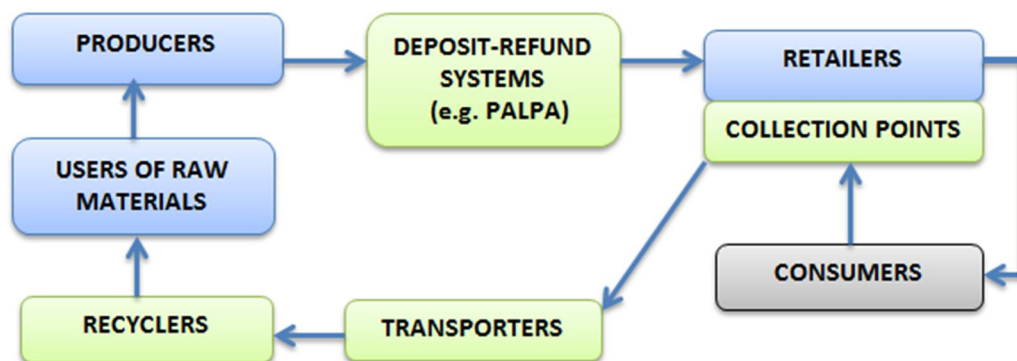 PRODUCERS
DEPOSIT-REFUND
SYSTEMS
(e.g. PALPA)
RETAILERS
COLLECTION POINTS
USERS OF RAW
MATERIALS
CONSUMERS
RECYCLERS
TRANSPORTERS